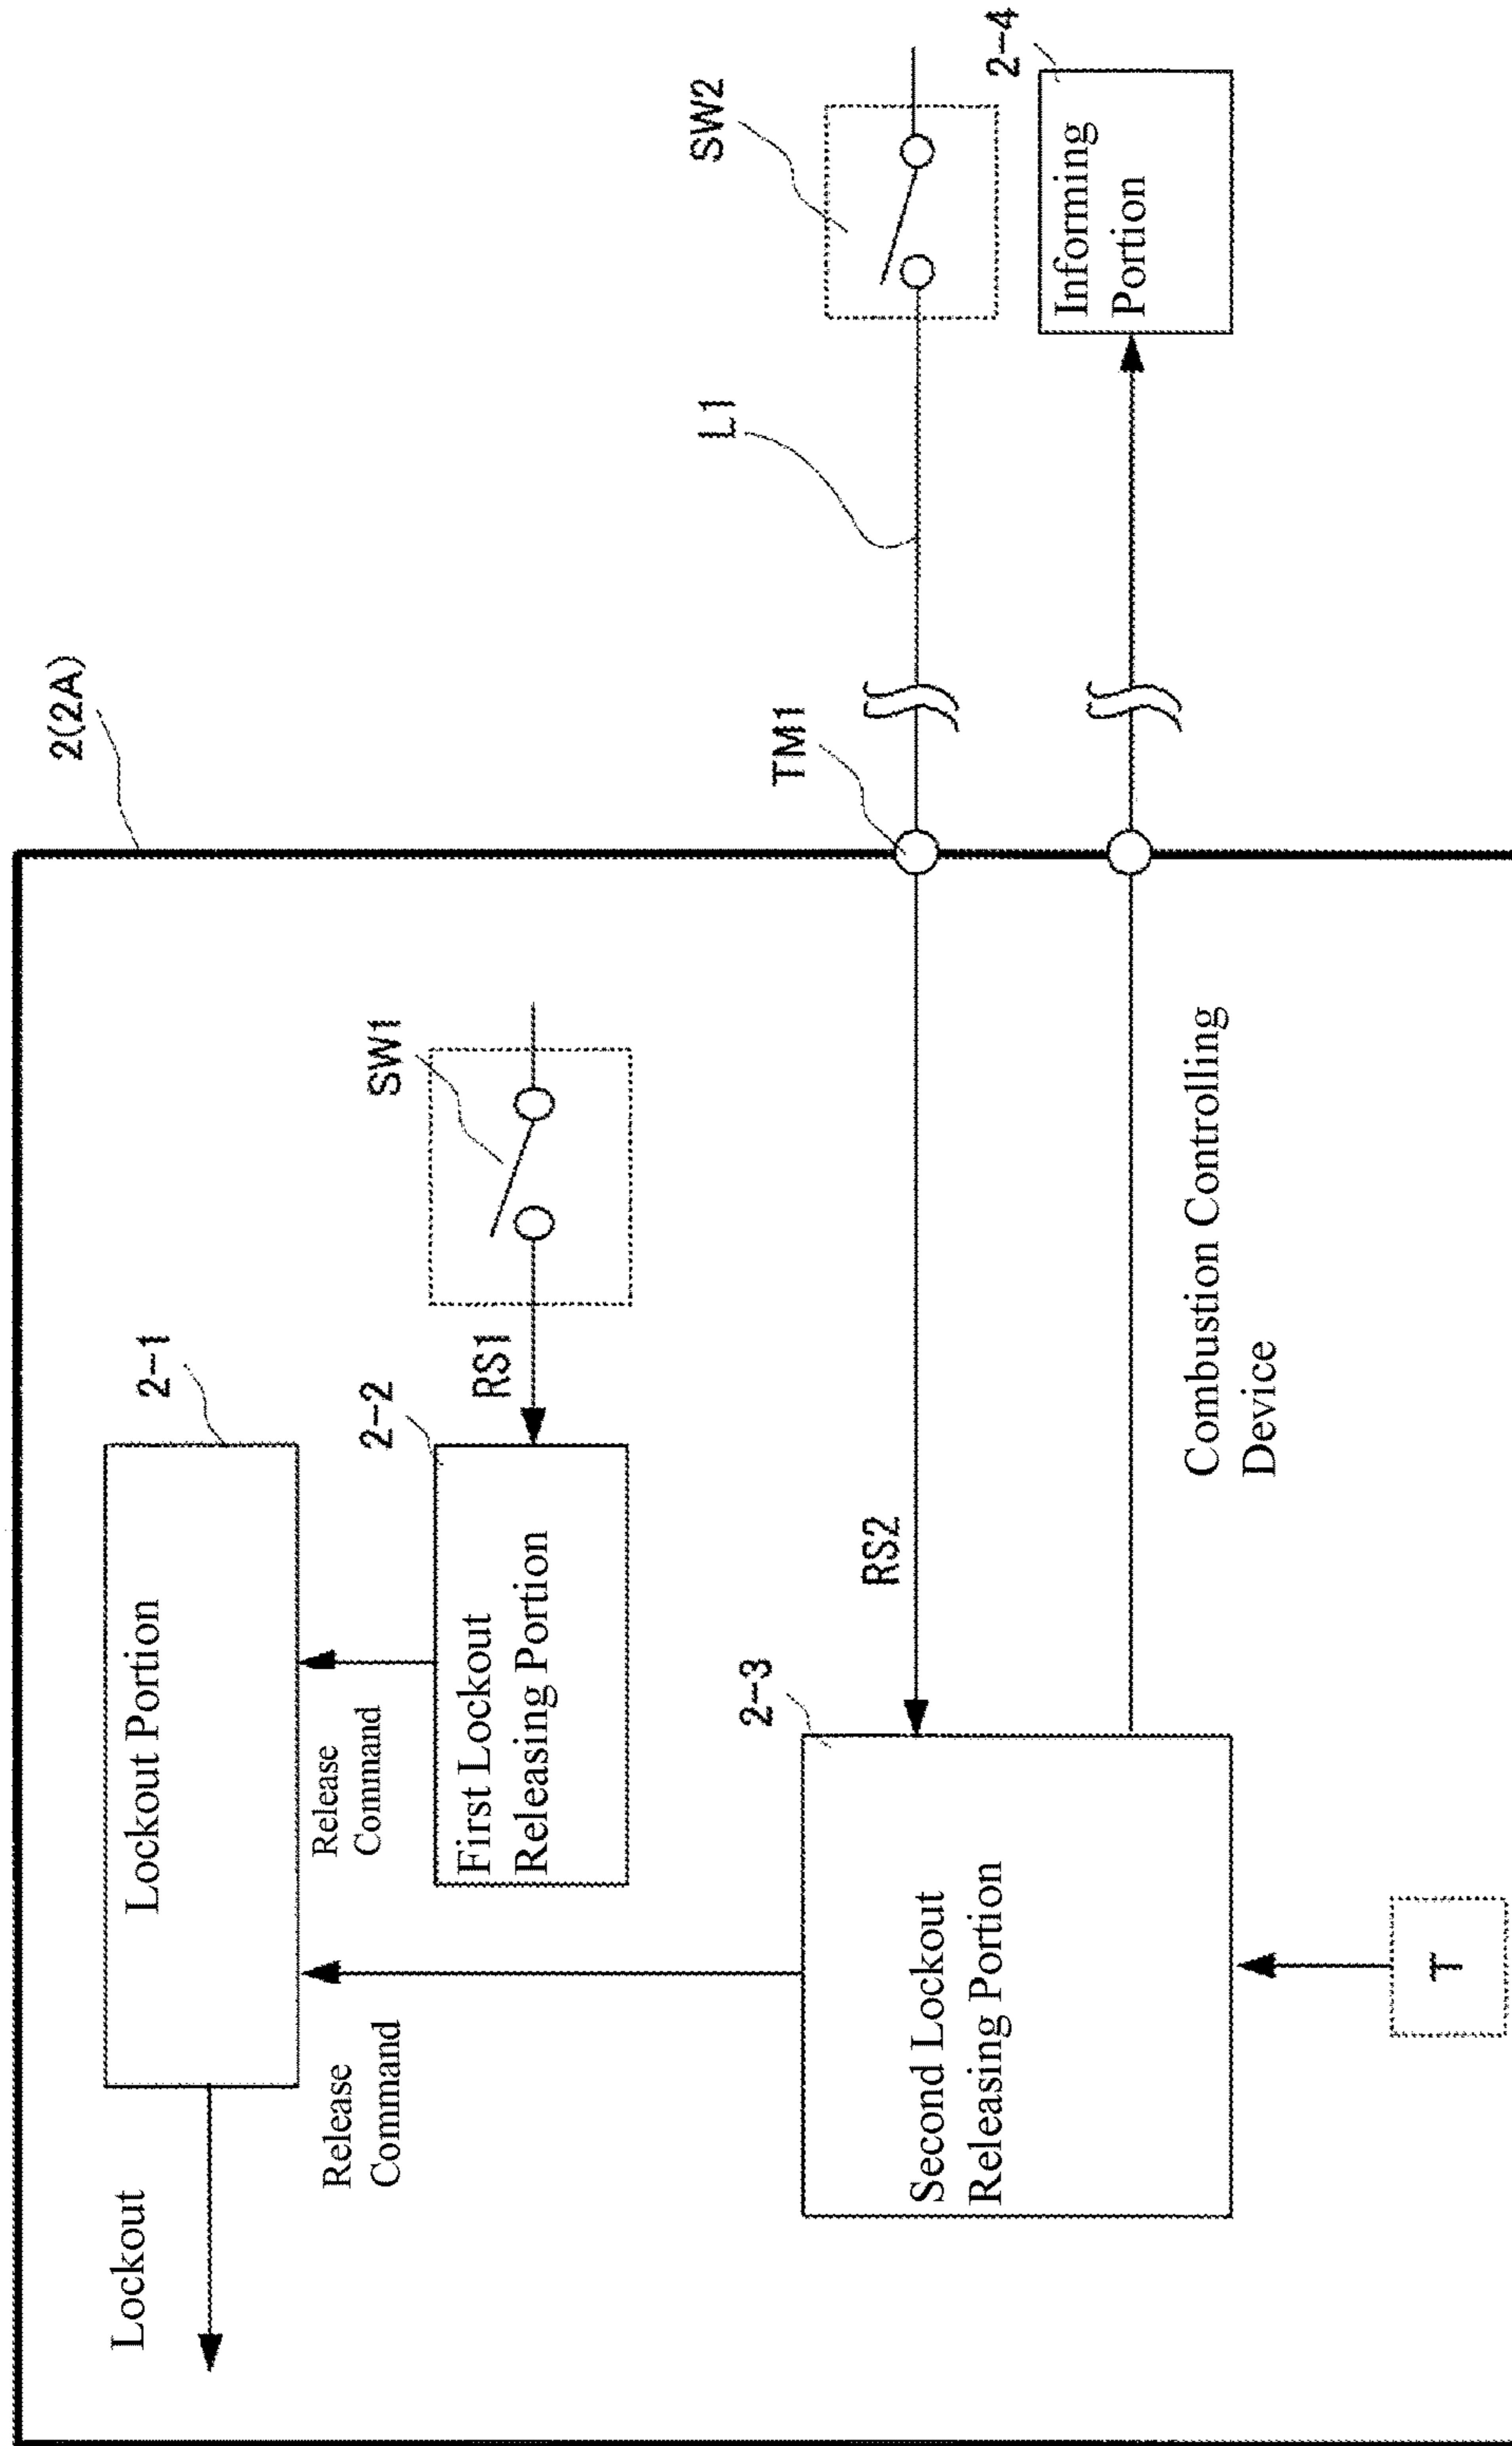 2(2A)
Lockout
Lockout Portion
2-1
Release
Command
Release
Command
2-2
First Lockout
Releasing Portion
RS1
SW1
2-3
Second Lockout
Releasing Portion
RS2
TM1
L1
SW2
2-4
Informing
Portion
Combustion Controlling
Device
T